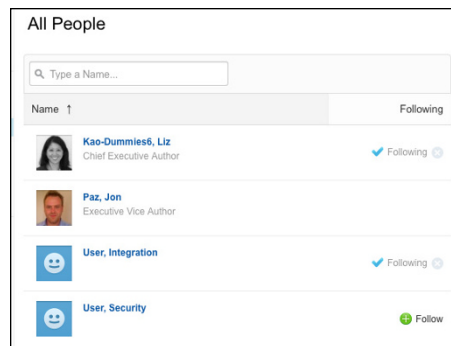 All People
Type a Name...
Name ↑ Following
Kao-Dummies6, Liz
Chief Executive Author
Following
Paz, Jon
Executive Vice Author
User, Integration
Following
User, Security
Follow